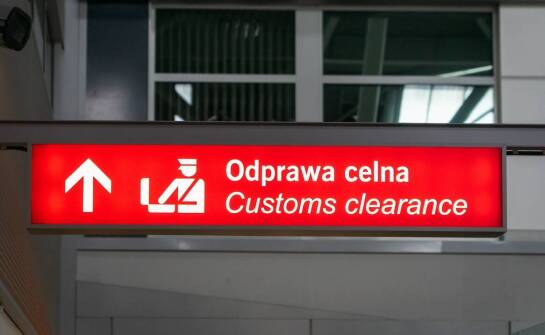 Odprawa celna
Customs clearance